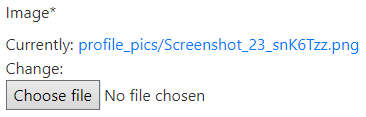 Image*
Currently: profile_pics/Screenshot_23_snK6Tzz.png
Change:
Choose file No file chosen